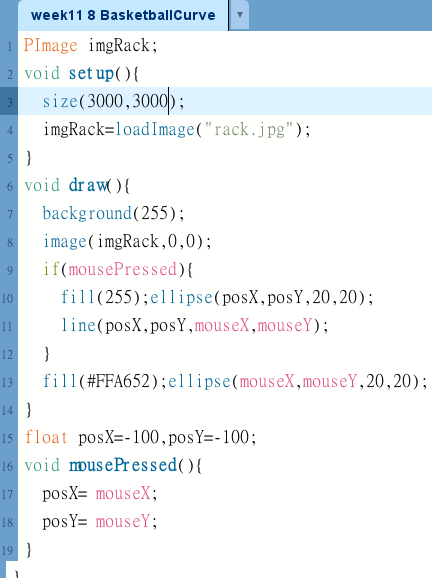 week11 8 BasketballCurve
1 PImage imgRack;
2 void setup(){
3 size(3000,3000);
4 imgRack=loadImage("rack.jpg");
5 }
6 void draw(){
7 background(255);
8 image(imgRack,0,0);
9 if(mousePressed){
10 fill(255);ellipse(posX,posY,20,20);
11 line(posX,posY,mouseX,mouseY);
12 }
13 fill(#FFA652);ellipse(mouseX,mouseY,20,20);
14 }
15 float posX=-100,posY=-100;
16 void mousePressed(){
17 posX= mouseX;
18 posY= mouseY;
19 }
}